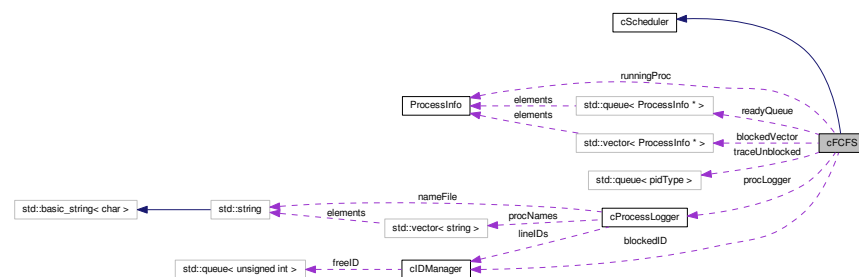 cScheduler
runningProc
ProcessInfo
elements
std::queue< ProcessInfo * >
readyQueue
elements
std::vector< ProcessInfo * >
blockedVector
cFCFS
traceUnblocked
std::queue< pidType >
procLogger
nameFile
std::basic_string< char >
std::string
elements
std::vector< string >
procNames
cProcessLogger
lineIDs
blockedID
std::queue< unsigned int >
freeID
cIDManager